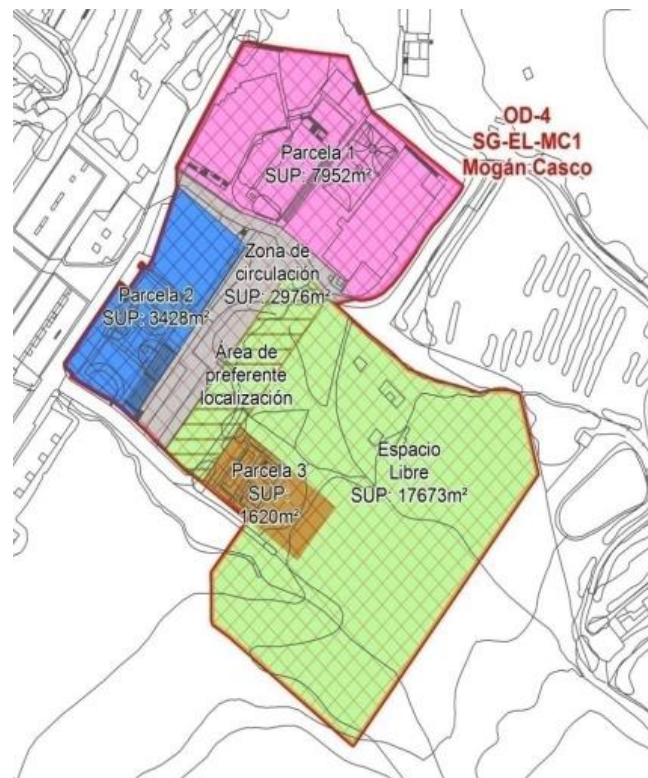 OD-4
SG-EL-MC1
Mogán Casco
Parcela 1
SUP: 7952m²
Zona de
circulación
SUP: 2976m²
Parcela 2
SUP: 3428m²
Área de
preferente
localización
Espacio
Libre
SUP: 17673m²
Parcela 3
SUP:
1620m²